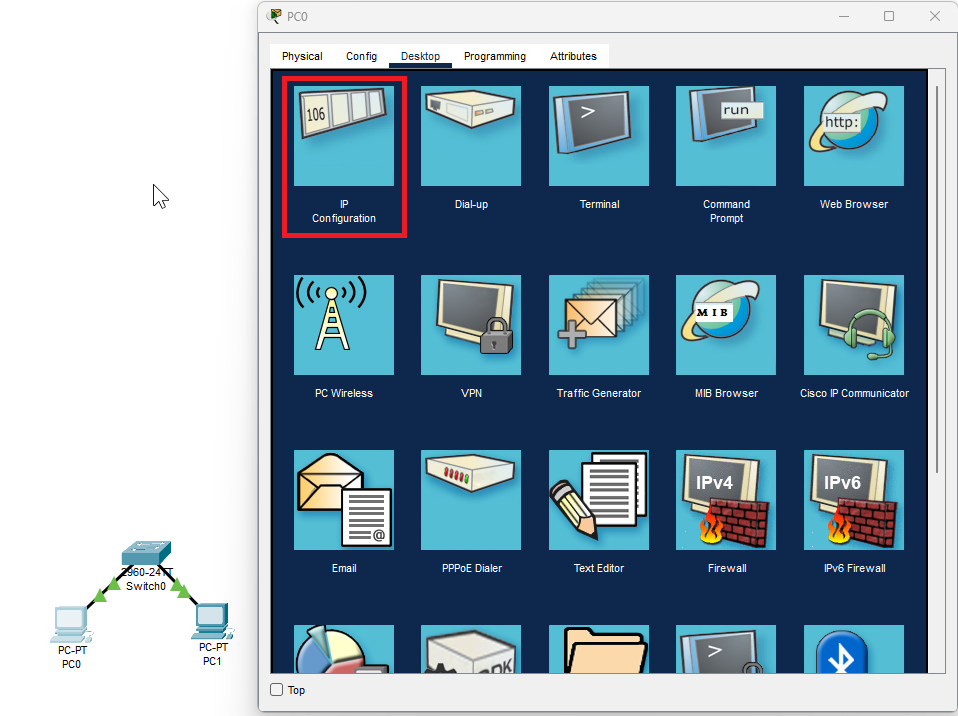 PC0
Physical Config Desktop Programming Attributes
106
>
run
http:
IP
Configuration
Dial-up
Terminal
Command
Prompt
Web Browser
MIB
PC Wireless
VPN
Traffic Generator
MIB Browser
Cisco IP Communicator
@
IPv4
IPv6
Email
PPPoE Dialer
Text Editor
Firewall
IPv6 Firewall
>
Top
2960-24TT
Switch0
PC-PT
PC0
PC-PT
PC1